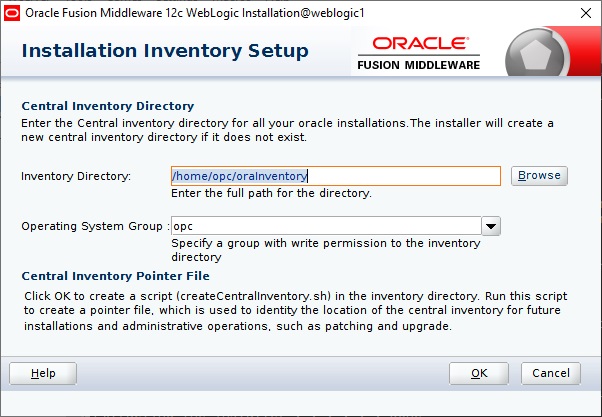 Oracle Fusion Middleware 12c WebLogic Installation@weblogic1
Installation Inventory Setup
ORACLE
FUSION MIDDLEWARE
Central Inventory Directory
Enter the Central inventory directory for all your oracle installations.The installer will create a
new central inventory directory if it does not exist.
Inventory Directory: /home/opc/oraInventory Browse
Enter the full path for the directory.
Operating System Group : opc
Specify a group with write permission to the inventory
directory
Central Inventory Pointer File
Click OK to create a script (createCentralInventory.sh) in the inventory directory. Run this script
to create a pointer file, which is used to identify the location of the central inventory for future
installations and administrative operations, such as patching and upgrade.
Help OK Cancel